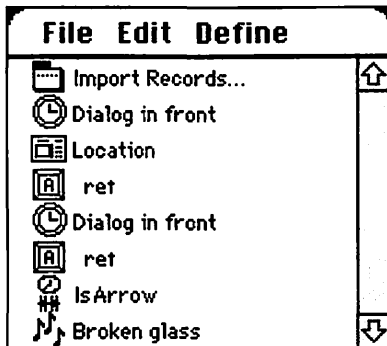 File Edit Define
Import Records...
Dialog in front
Location
A ret
Dialog in front
A ret
IsArrow
Broken glass